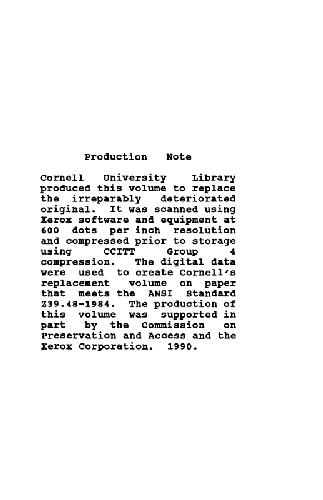 Production Note
Cornell University Library
produced this volume to replace
the irreparably deteriorated
original. It was scanned using
Xerox software and equipment at
600 dots per inch resolution
and compressed prior to storage
using CCITT Group 4
compression. The digital data
were used to create Cornell's
replacement volume on paper
that meets the ANSI Standard
Z39.48-1984. The production of
this volume was supported in
part by the Commission on
Preservation and Access and the
Xerox Corporation. 1990.